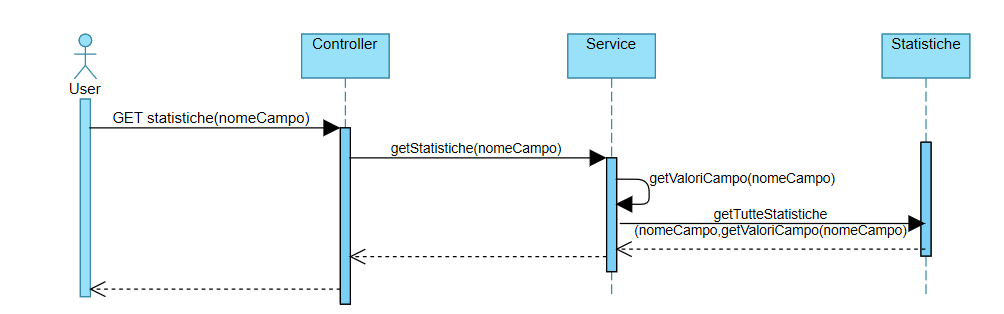 Controller
Service
Statistiche
User
GET statistiche(nomeCampo)
getStatistiche(nomeCampo)
getValoriCampo(nomeCampo)
getTutteStatistiche
(nomeCampo,getValoriCampo(nomeCampo)